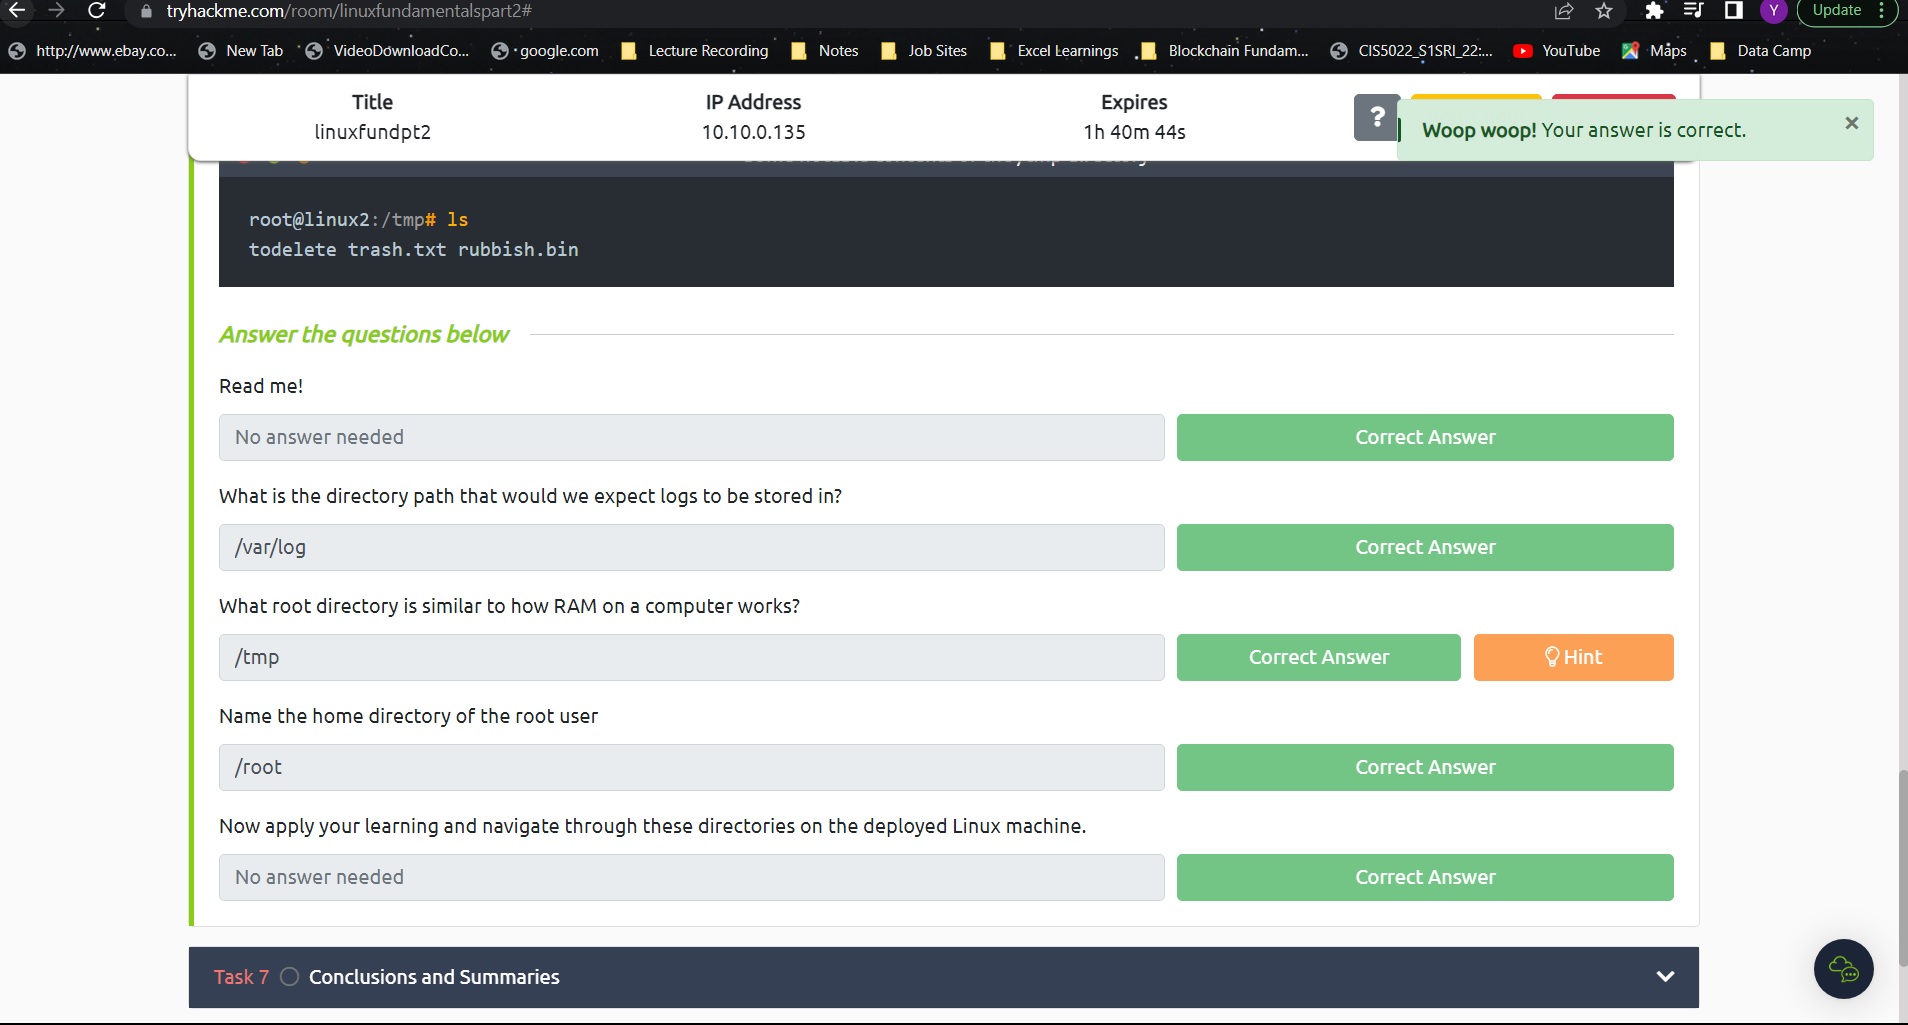 tryhackme.com/room/linuxfundamentalspart2#
Y
Update
http://www.ebay.co...
New Tab
VideoDownloadCo...
google.com
Lecture Recording
Notes
Job Sites
Excel Learnings
Blockchain Fundam...
CIS5022_S1SRI_22:...
YouTube
Maps
Data Camp
Title
linuxfundpt2
IP Address
10.10.0.135
Expires
1h 40m 44s
?
Woop woop! Your answer is correct.
×
root@linux2:/tmp# ls
todelete trash.txt rubbish.bin
Answer the questions below
Read me!
No answer needed
Correct Answer
What is the directory path that would we expect logs to be stored in?
/var/log
Correct Answer
What root directory is similar to how RAM on a computer works?
/tmp
Correct Answer
Hint
Name the home directory of the root user
/root
Correct Answer
Now apply your learning and navigate through these directories on the deployed Linux machine.
No answer needed
Correct Answer
Task 7 Conclusions and Summaries